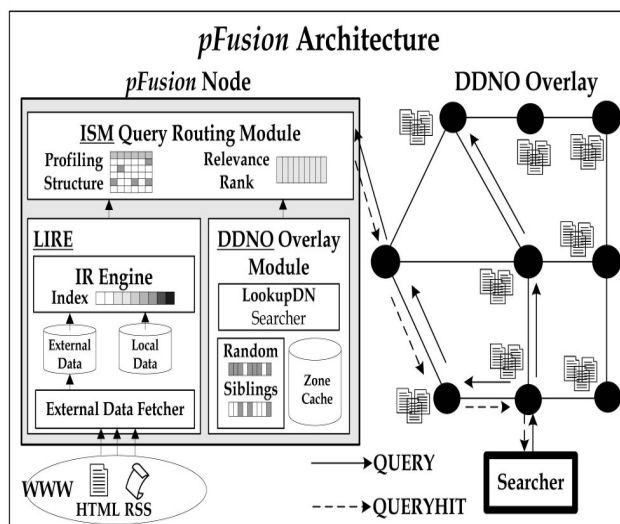 pFusion Architecture
pFusion Node
DDNO Overlay
ISM Query Routing Module
Profiling
Structure
Relevance
Rank
LIRE
IR Engine
Index
External
Data
Local
Data
External Data Fetcher
DDNO Overlay
Module
LookupDN
Searcher
Random
Siblings
Zone
Cache
WWW
HTML RSS
QUERY
QUERYHIT
Searcher